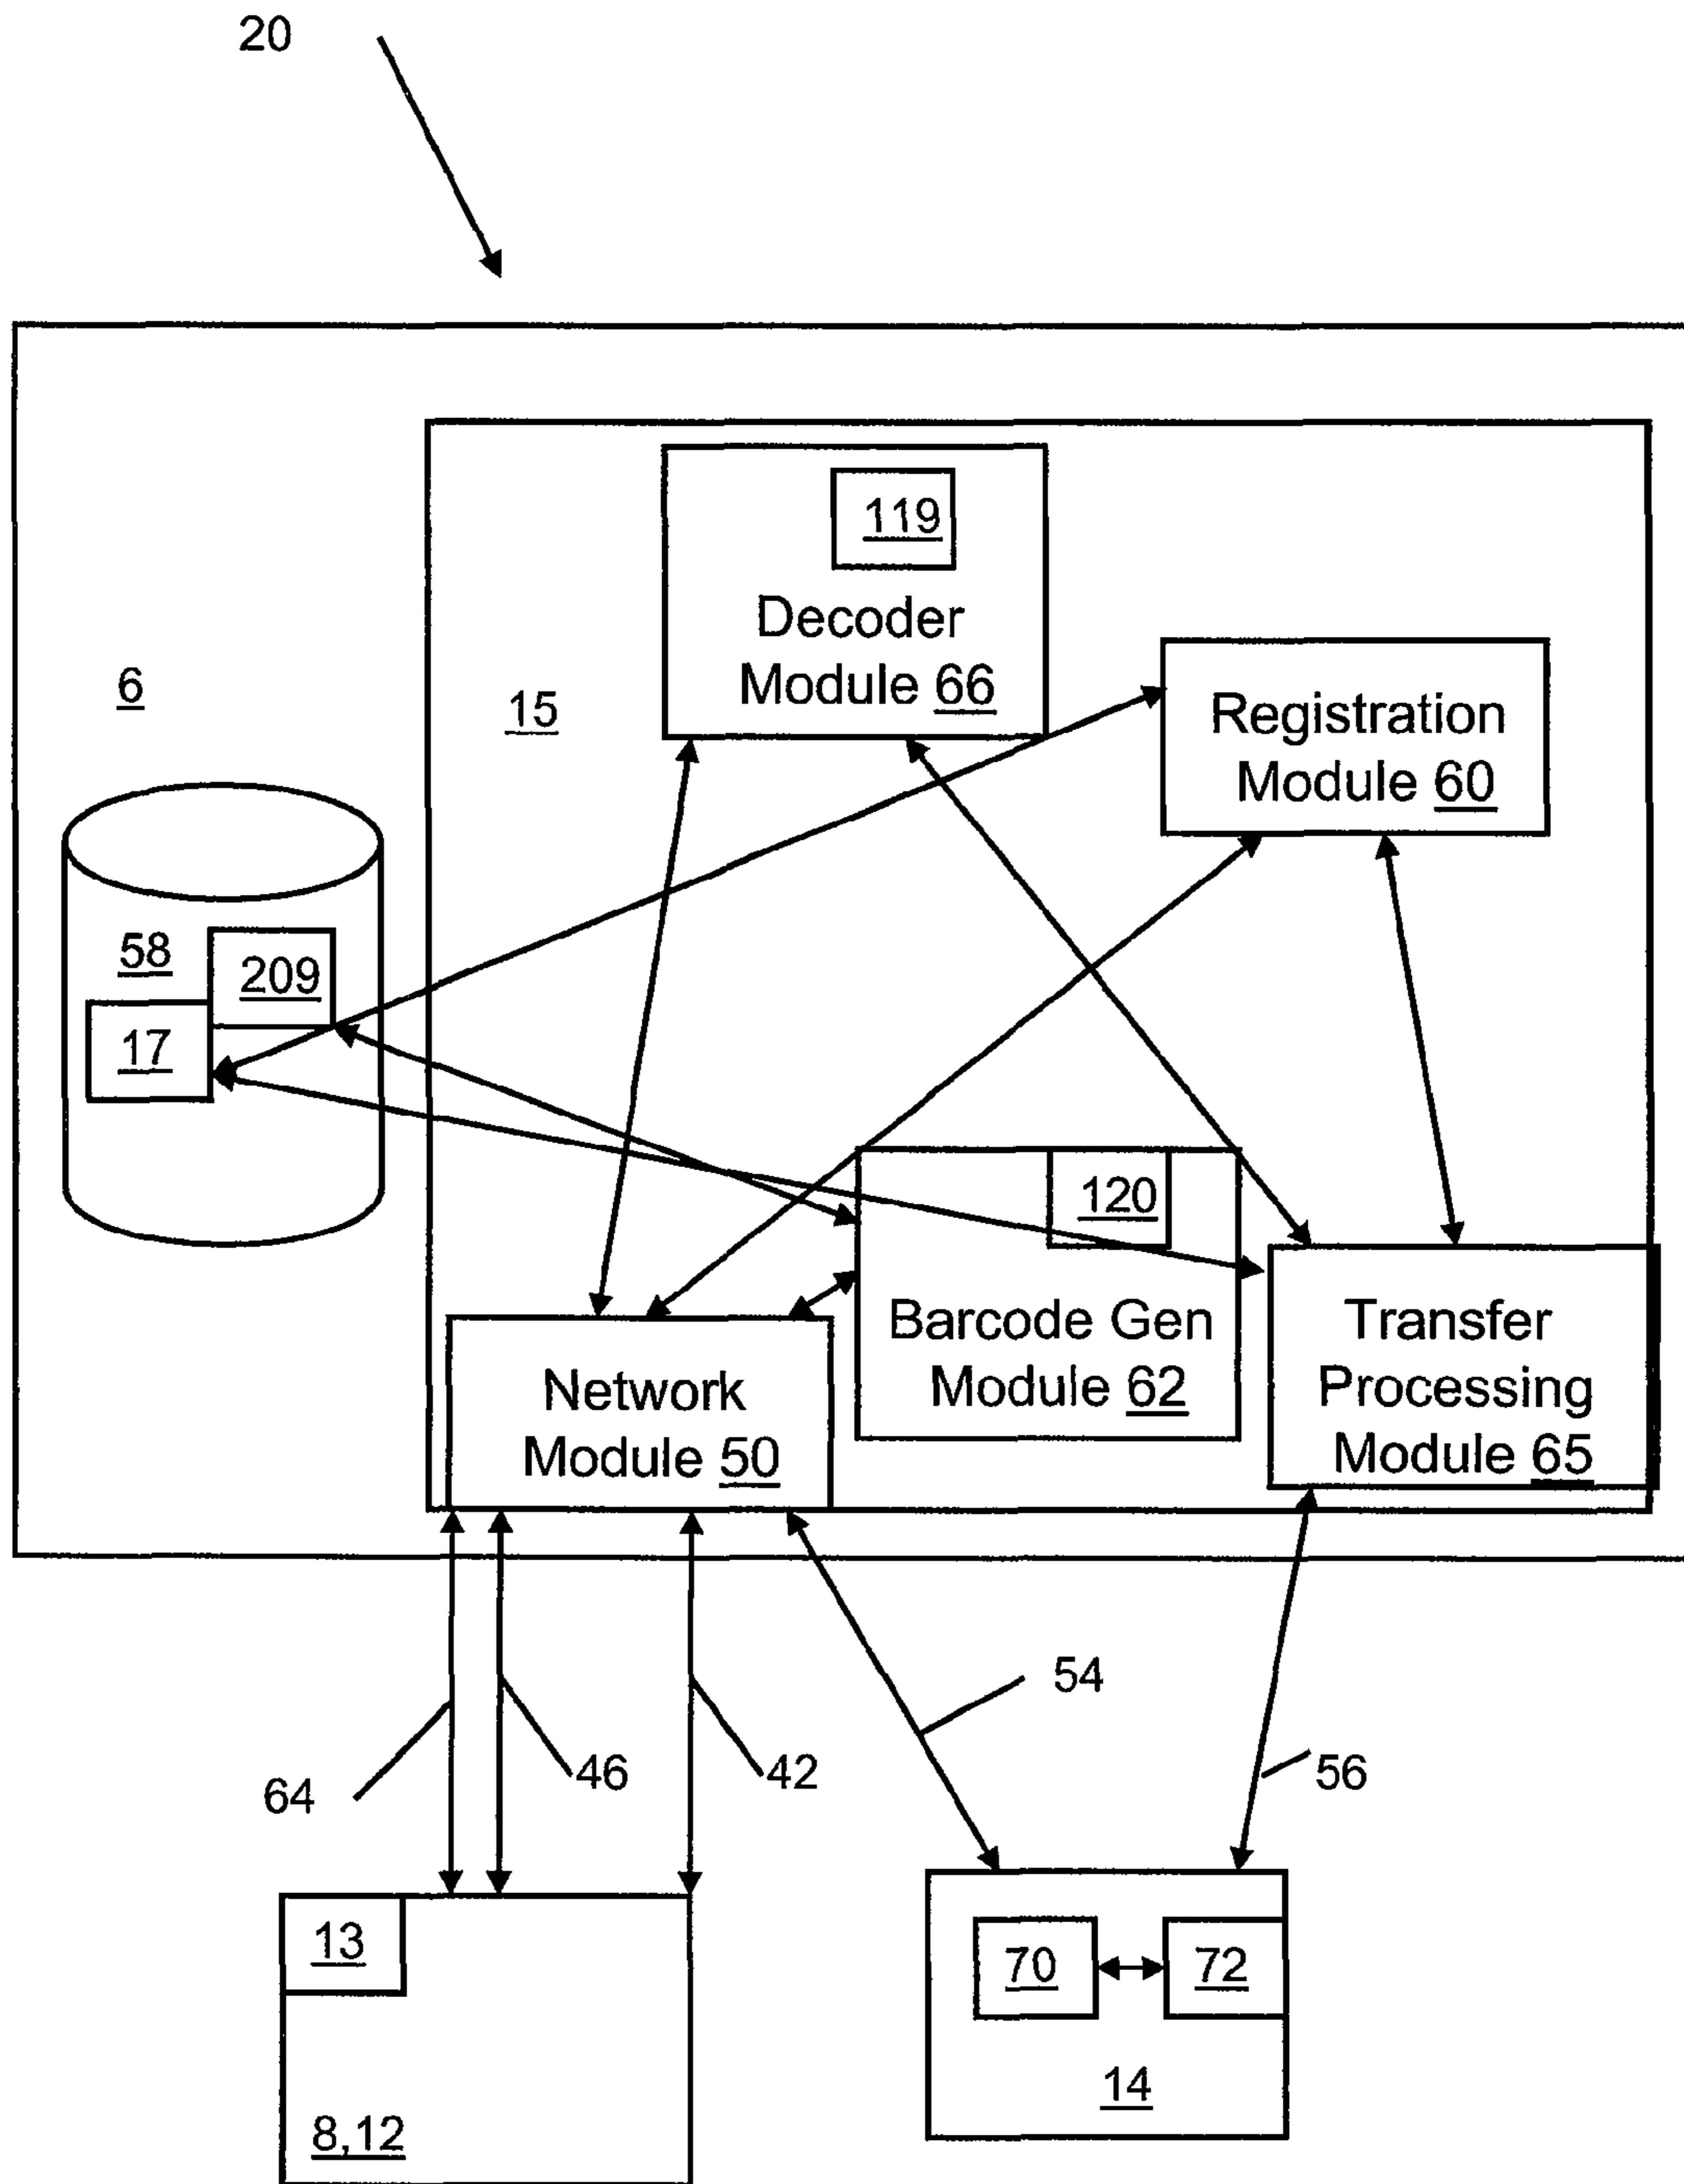 20
119
Decoder
Module 66
6
15
Registration
Module 60
58
209
17
120
Barcode Gen
Module 62
Transfer
Processing
Module 65
Network
Module 50
54
64
46
42
56
13
70
72
14
8,12